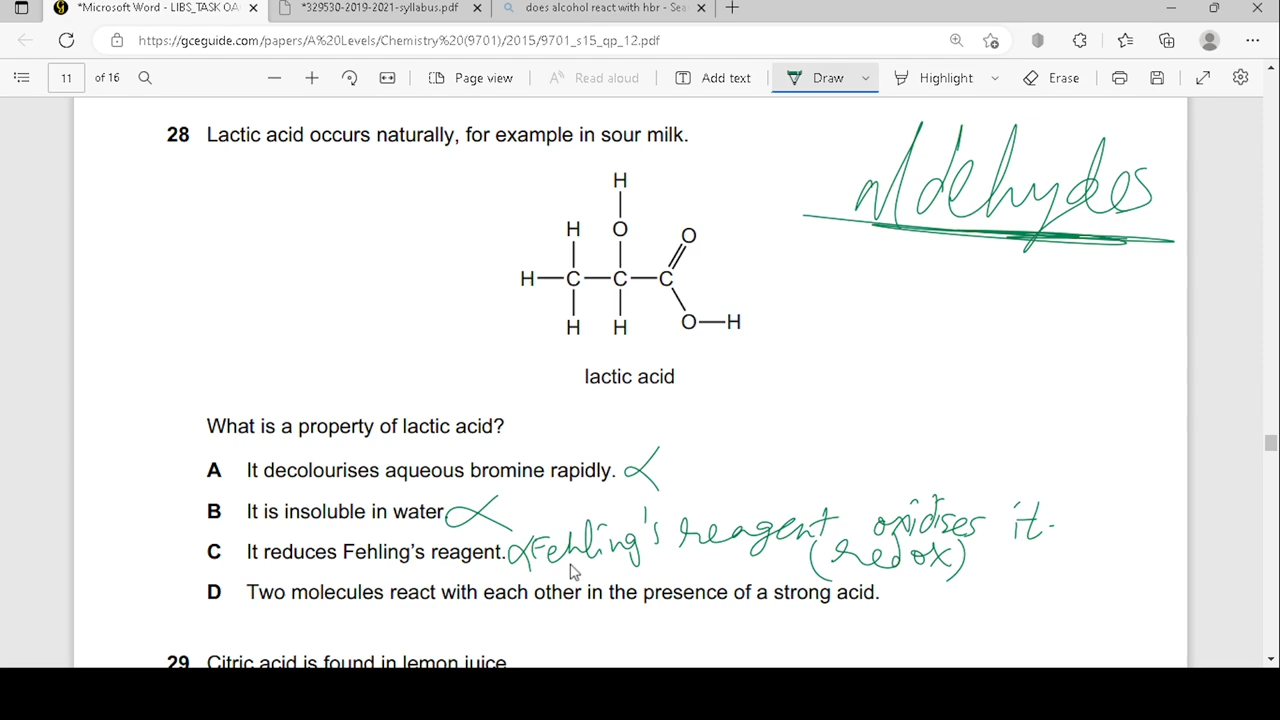 *Microsoft Word - LIBS_TASK OA
*329530-2019-2021-syllabus.pdf
does alcohol react with hbr - Sea
https://gceguide.com/papers/A%20Levels/Chemistry%20(9701)/2015/9701_s15_qp_12.pdf
11 of 16
Page view
Read aloud
Add text
Draw
Highlight
Erase
28 Lactic acid occurs naturally, for example in sour milk.
aldehydes
H
H O O
H C C C
H H O H
lactic acid
What is a property of lactic acid?
A It decolourises aqueous bromine rapidly.
B It is insoluble in water
Fehling's reagent oxidises it.
C It reduces Fehling's reagent.
(redox)
D Two molecules react with each other in the presence of a strong acid.
29 Citric acid is found in lemon juice